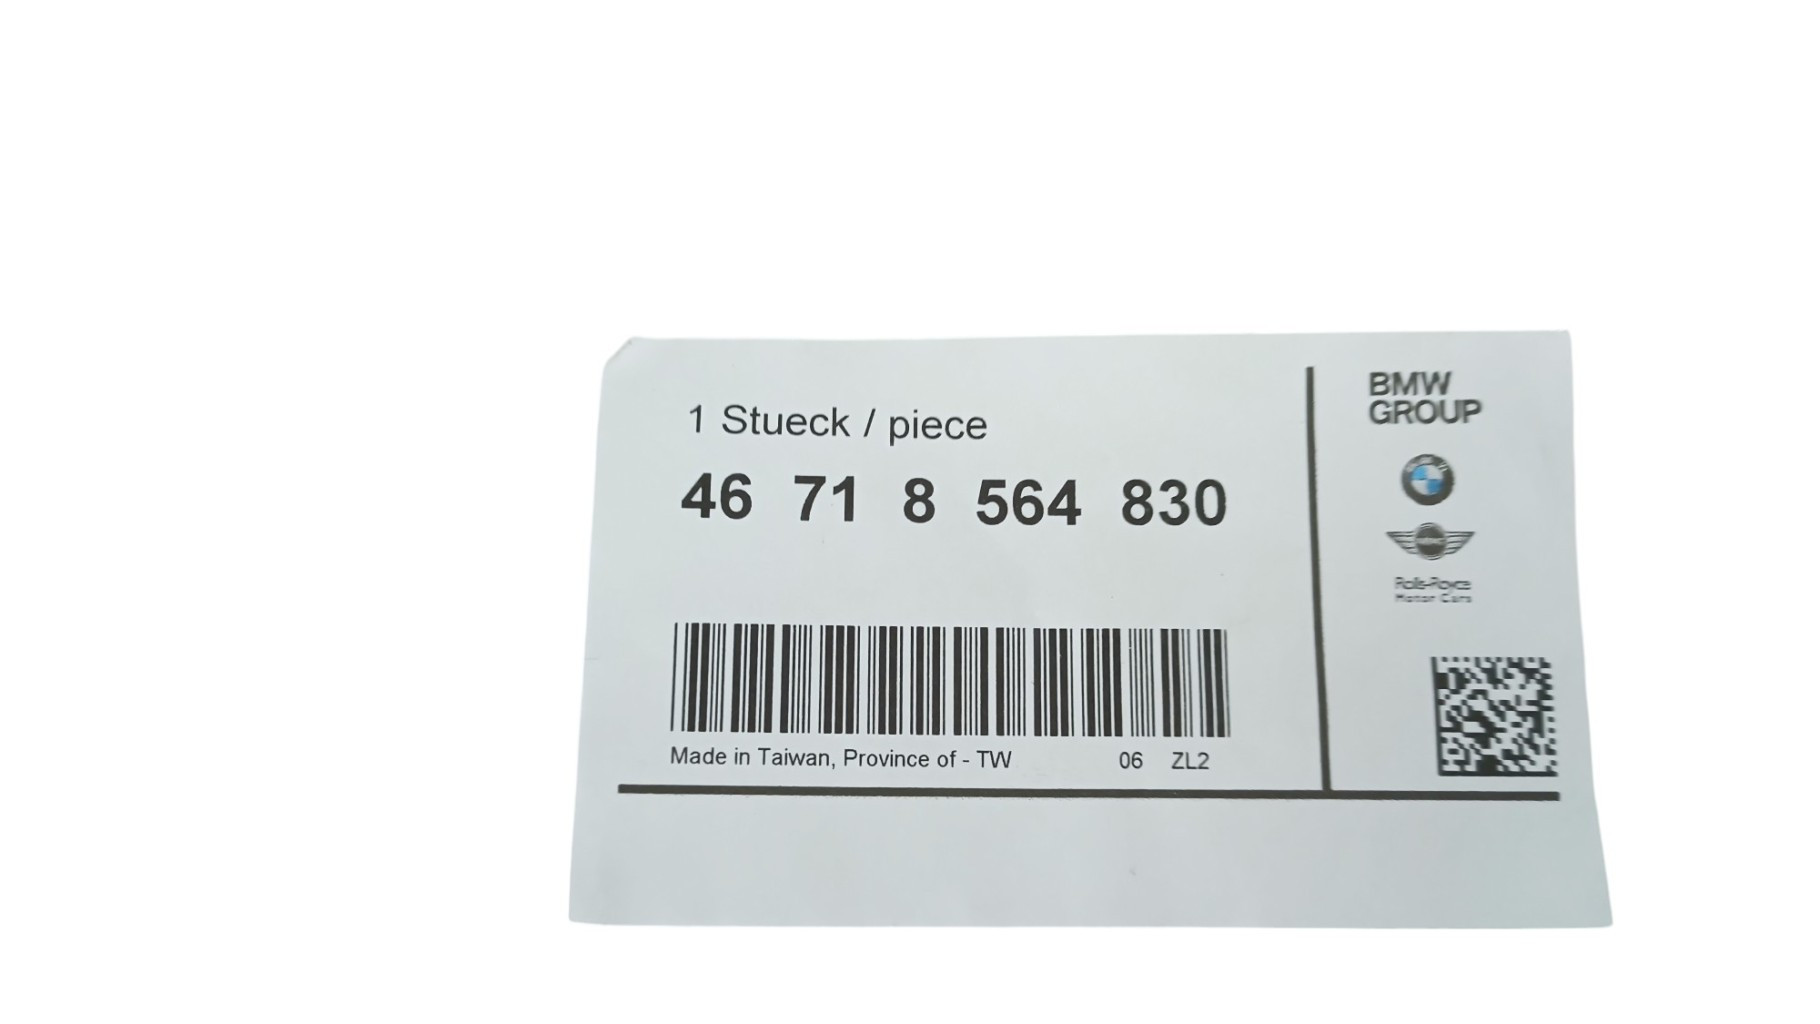 1 Stueck / piece
46 71 8 564 830
Made in Taiwan, Province of - TW 06 ZL2
BMW
GROUP
Rolls-Royce
Motor Cars